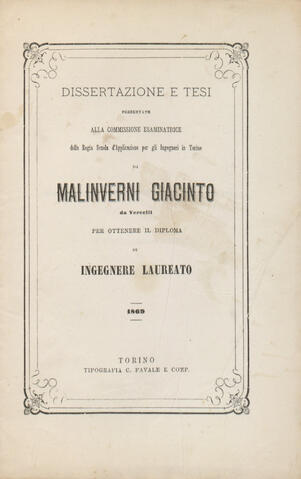 DISSERTAZIONE E TESI
PRESENTATE
ALLA COMMISSIONE ESAMINATRICE
della Regia Scuola d'Applicazione per gli Ingegneri in Torino
DA
MALINVERNI GIACINTO
da Vercelli
PER OTTENERE IL DIPLOMA
DI
INGEGNERE LAUREATO
1869
TORINO
TIPOGRAFIA C. FAVALE E COMP.